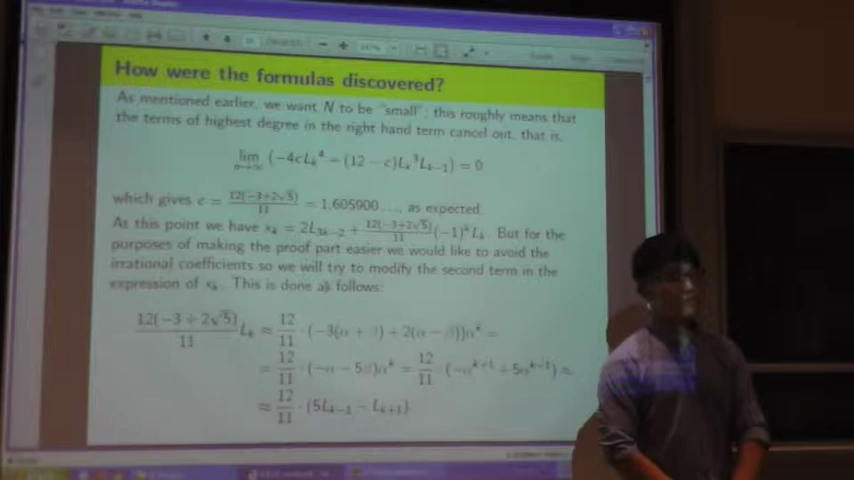 How were the formulas discovered?
As mentioned earlier, we want N to be "small"; this roughly means that
the terms of highest degree in the right hand term cancel out, that is,
lim n→∞ (−4cL_k^4 − (12 − c)L_k^3 L_{k−1}) = 0
which gives c = 12(−3+2√5)/11 = 1.605900..., as expected.
At this point we have x_k = 2L_{3k−2} + 12(−3+2√5)/11 (−1)^k L_k. But for the
purposes of making the proof part easier we would like to avoid the
irrational coefficients so we will try to modify the second term in the
expression of x_k. This is done as follows:
12(−3 + 2√5)/11 L_k ≈ 12/11 · (−3(α + β) + 2(α − β))α^k =
= 12/11 · (−α − 5β)α^k = 12/11 · (−α^{k+1} + 5α^{k−1}) ≈
≈ 12/11 · (5L_{k−1} − L_{k+1})